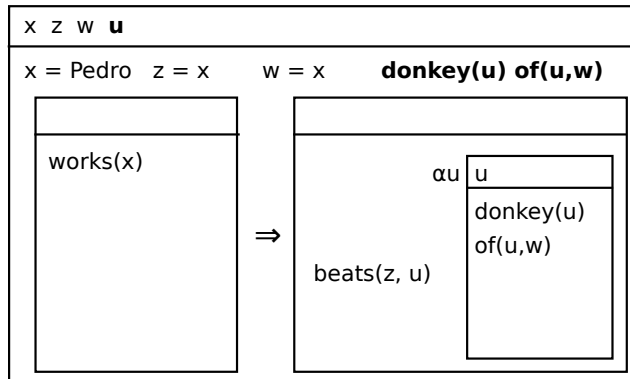 x z w u
x = Pedro z = x w = x donkey(u) of(u,w)
works(x)
⇒
αu u
donkey(u)
of(u,w)
beats(z, u)